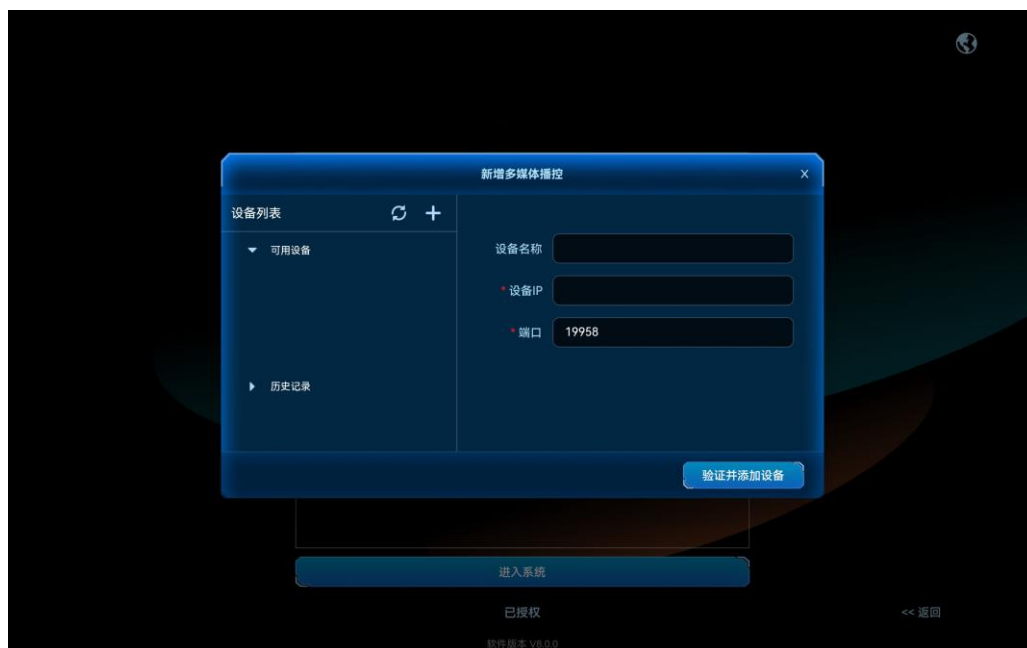 新增多媒体播控
X
设备列表
可用设备
历史记录
设备名称
* 设备IP
* 端口 19958
验证并添加设备
进入系统
已授权
<< 返回
软件版本 V8.0.0